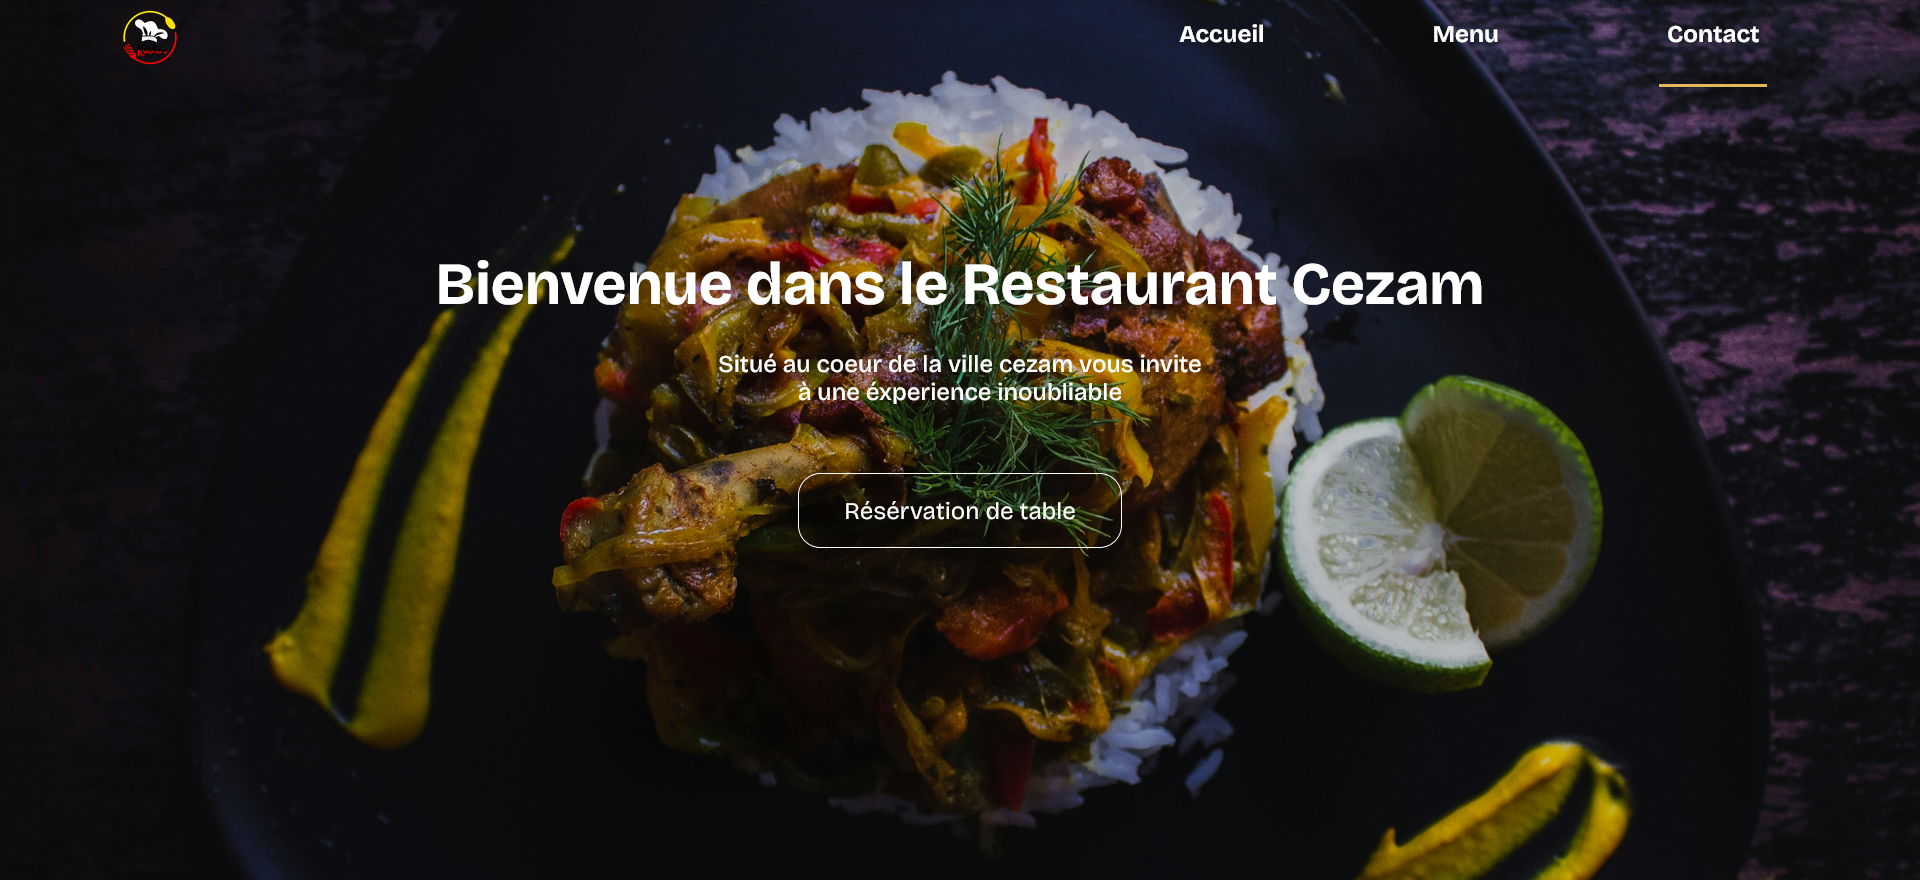 Accueil
Menu
Contact
Bienvenue dans le Restaurant Cezam
Situé au coeur de la ville cezam vous invite
à une éxperience inoubliable
Résérvation de table